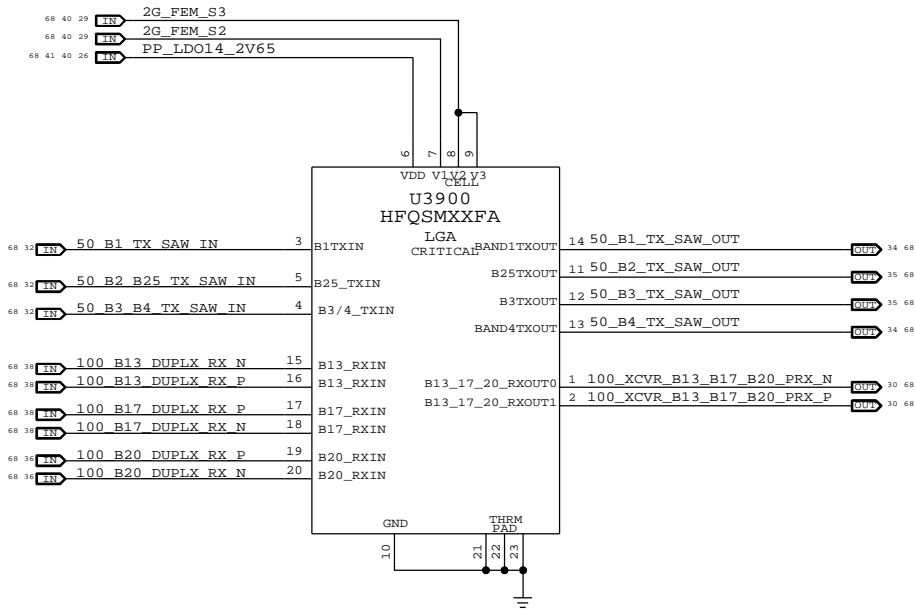 68 40 29 IN 2G_FEM_S3
68 40 29 IN 2G_FEM_S2
68 41 40 26 IN PP_LDO14_2V65
6 7 8 9
VDD V1 V2 V3
CELL
U3900
HFQSMXXFA
LGA
CRITICAL
68 32 IN 50_B1_TX_SAW_IN 3 B1TXIN
BAND1TXOUT 14 50_B1_TX_SAW_OUT OUT 34 68
68 32 IN 50_B2_B25_TX_SAW_IN 5 B25_TXIN
B25TXOUT 11 50_B2_TX_SAW_OUT OUT 35 68
68 32 IN 50_B3_B4_TX_SAW_IN 4 B3/4_TXIN
B3TXOUT 12 50_B3_TX_SAW_OUT OUT 35 68
BAND4TXOUT 13 50_B4_TX_SAW_OUT OUT 34 68
68 38 IN 100_B13_DUPLX_RX_N 15 B13_RXIN
68 38 IN 100_B13_DUPLX_RX_P 16 B13_RXIN
B13_17_20_RXOUT0 1 100_XCVR_B13_B17_B20_PRX_N OUT 30 68
B13_17_20_RXOUT1 2 100_XCVR_B13_B17_B20_PRX_P OUT 30 68
68 38 IN 100_B17_DUPLX_RX_P 17 B17_RXIN
68 38 IN 100_B17_DUPLX_RX_N 18 B17_RXIN
68 36 IN 100_B20_DUPLX_RX_P 19 B20_RXIN
68 36 IN 100_B20_DUPLX_RX_N 20 B20_RXIN
GND
THRM
PAD
10 21 22 23